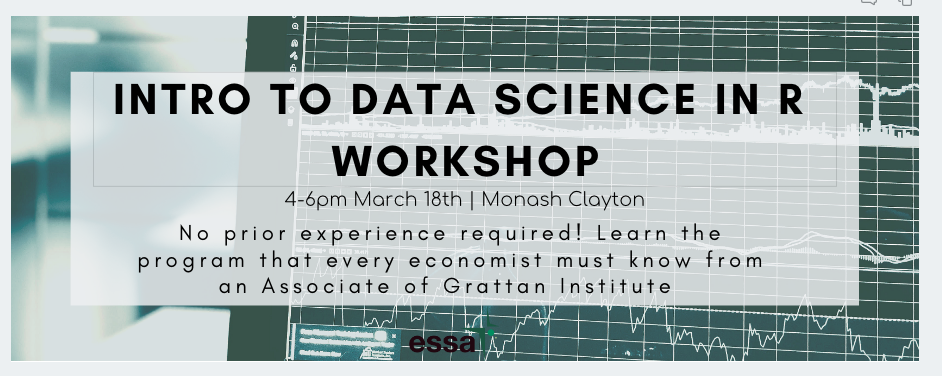 INTRO TO DATA SCIENCE IN R
WORKSHOP
4-6pm March 18th | Monash Clayton
No prior experience required! Learn the
program that every economist must know from
an Associate of Grattan Institute
essa